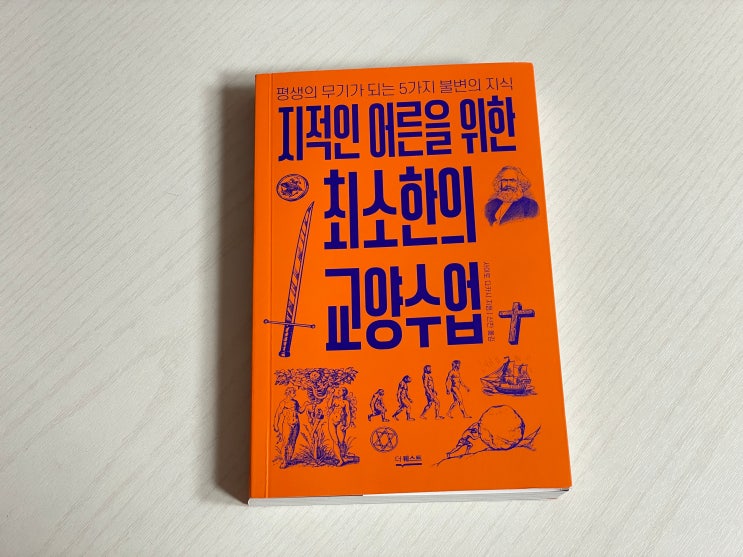 평생의 무기가 되는 5가지 불변의 지식
지적인 어른을 위한
최소한의
교양수업
더퀘스트